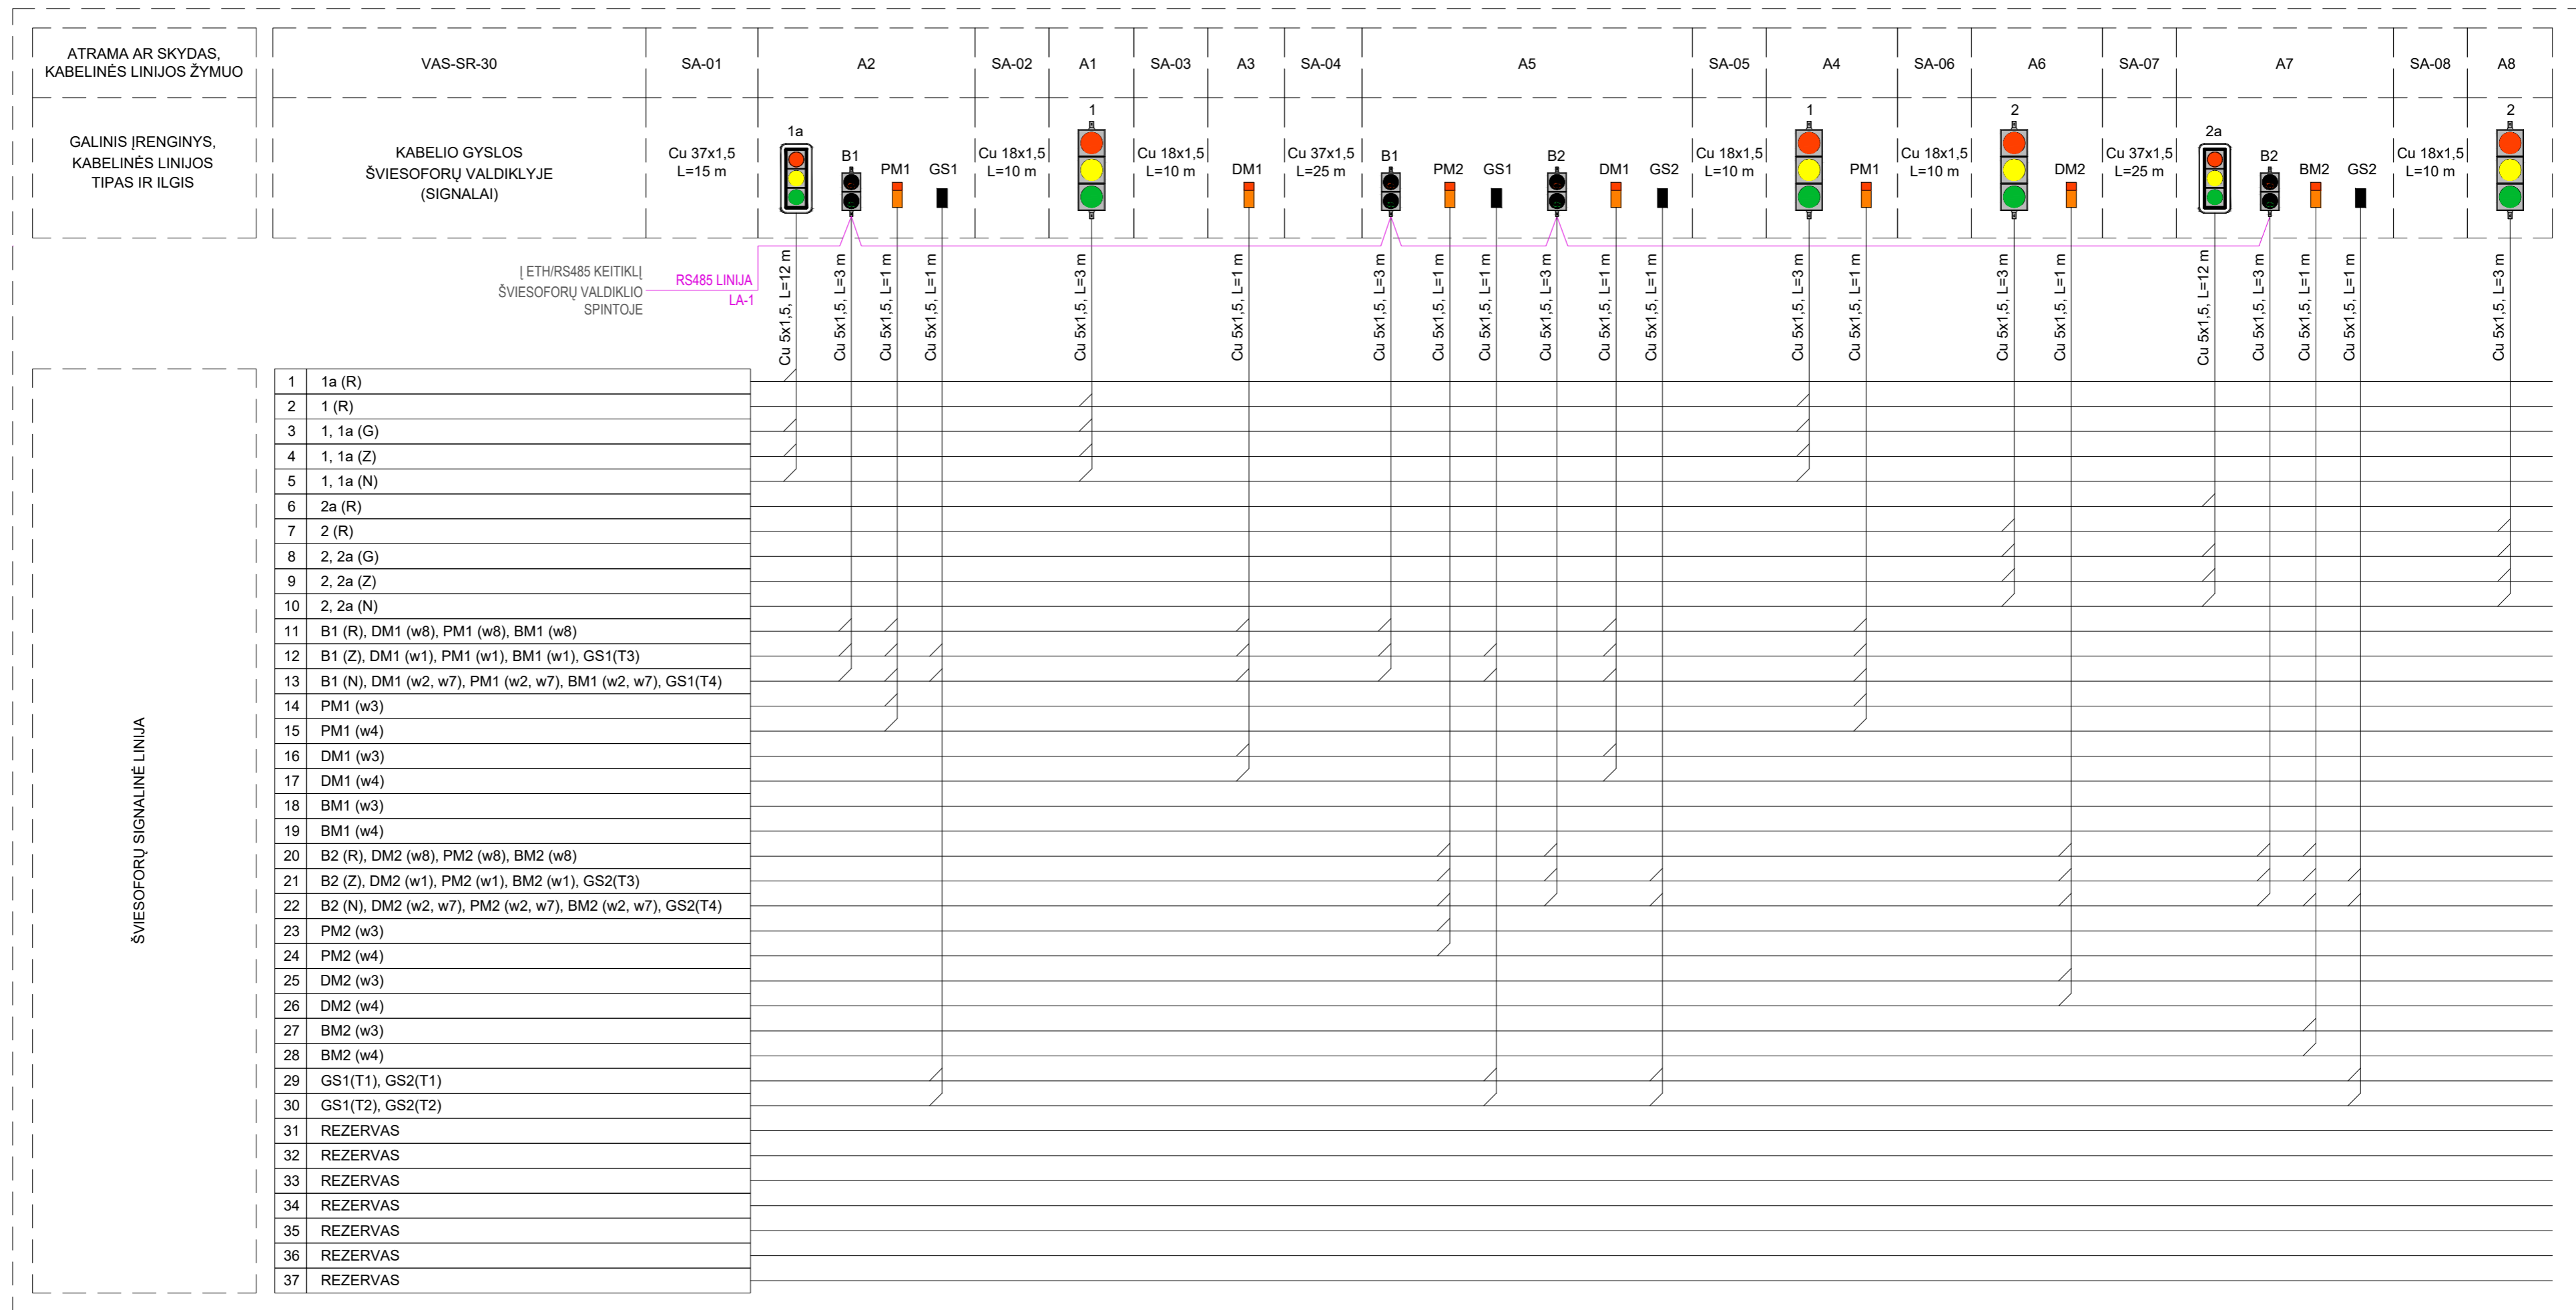 ATRAMA AR SKYDAS,
KABELINĖS LINIJOS ŽYMUO
VAS-SR-30
SA-01
A2
SA-02
A1
SA-03
A3
SA-04
A5
SA-05
A4
SA-06
A6
SA-07
A7
SA-08
A8
GALINIS ĮRENGINYS,
KABELINĖS LINIJOS
TIPAS IR ILGIS
KABELIO GYSLOS
ŠVIESOFORŲ VALDIKLYJE
(SIGNALAI)
Cu 37x1,5
L=15 m
1a
B1
PM1
GS1
Cu 18x1,5
L=10 m
1
Cu 18x1,5
L=10 m
DM1
Cu 37x1,5
L=25 m
B1
PM2
GS1
B2
DM1
GS2
Cu 18x1,5
L=10 m
1
PM1
Cu 18x1,5
L=10 m
2
DM2
Cu 37x1,5
L=25 m
2a
B2
BM2
GS2
Cu 18x1,5
L=10 m
2
Į ETH/RS485 KEITIKLĮ
ŠVIESOFORŲ VALDIKLIO
SPINTOJE
RS485 LINIJA
LA-1
Cu 5x1,5, L=12 m
Cu 5x1,5, L=3 m
Cu 5x1,5, L=1 m
Cu 5x1,5, L=1 m
Cu 5x1,5, L=3 m
Cu 5x1,5, L=1 m
Cu 5x1,5, L=3 m
Cu 5x1,5, L=1 m
Cu 5x1,5, L=1 m
Cu 5x1,5, L=3 m
Cu 5x1,5, L=1 m
Cu 5x1,5, L=1 m
Cu 5x1,5, L=3 m
Cu 5x1,5, L=1 m
Cu 5x1,5, L=3 m
Cu 5x1,5, L=1 m
Cu 5x1,5, L=12 m
Cu 5x1,5, L=3 m
Cu 5x1,5, L=1 m
Cu 5x1,5, L=1 m
Cu 5x1,5, L=3 m
ŠVIESOFORŲ SIGNALINĖ LINIJA
1 1a (R)
2 1 (R)
3 1, 1a (G)
4 1, 1a (Z)
5 1, 1a (N)
6 2a (R)
7 2 (R)
8 2, 2a (G)
9 2, 2a (Z)
10 2, 2a (N)
11 B1 (R), DM1 (w8), PM1 (w8), BM1 (w8)
12 B1 (Z), DM1 (w1), PM1 (w1), BM1 (w1), GS1(T3)
13 B1 (N), DM1 (w2, w7), PM1 (w2, w7), BM1 (w2, w7), GS1(T4)
14 PM1 (w3)
15 PM1 (w4)
16 DM1 (w3)
17 DM1 (w4)
18 BM1 (w3)
19 BM1 (w4)
20 B2 (R), DM2 (w8), PM2 (w8), BM2 (w8)
21 B2 (Z), DM2 (w1), PM2 (w1), BM2 (w1), GS2(T3)
22 B2 (N), DM2 (w2, w7), PM2 (w2, w7), BM2 (w2, w7), GS2(T4)
23 PM2 (w3)
24 PM2 (w4)
25 DM2 (w3)
26 DM2 (w4)
27 BM2 (w3)
28 BM2 (w4)
29 GS1(T1), GS2(T1)
30 GS1(T2), GS2(T2)
31 REZERVAS
32 REZERVAS
33 REZERVAS
34 REZERVAS
35 REZERVAS
36 REZERVAS
37 REZERVAS